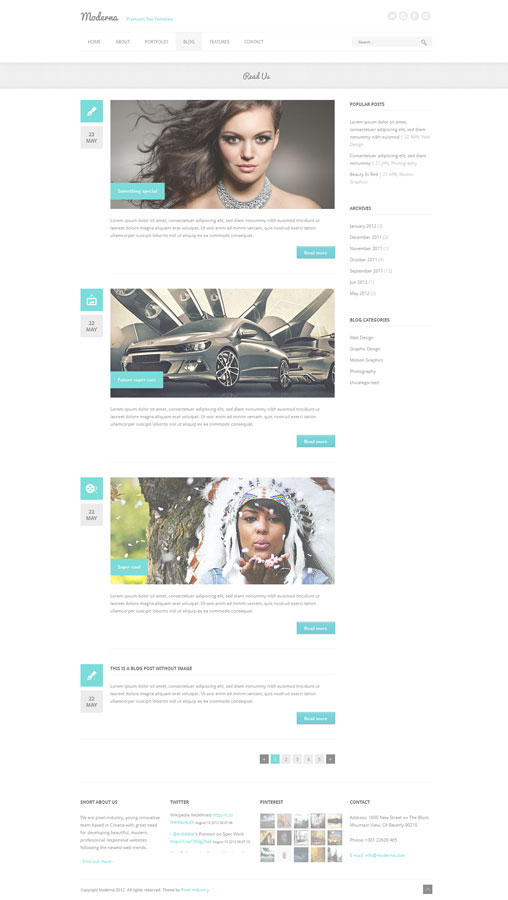 Moderna
Premium Psd Template
HOME ABOUT PORTFOLIO BLOG FEATURES CONTACT
Search...
Read Us
22
MAY
Something special
Lorem ipsum dolor sit amet, consectetuer adipiscing elit, sed diam nonummy nibh euismod tincidunt ut
laoreet dolore magna aliquam erat volutpat. Ut wisi enim ad minim veniam, quis nostrud exerci tation
ullamcorper suscipit lobortis nisl ut aliquip ex ea commodo consequat.
Read more
22
MAY
Future super cars
Lorem ipsum dolor sit amet, consectetuer adipiscing elit, sed diam nonummy nibh euismod tincidunt ut
laoreet dolore magna aliquam erat volutpat. Ut wisi enim ad minim veniam, quis nostrud exerci tation
ullamcorper suscipit lobortis nisl ut aliquip ex ea commodo consequat.
Read more
22
MAY
Super cool
Lorem ipsum dolor sit amet, consectetuer adipiscing elit, sed diam nonummy nibh euismod tincidunt ut
laoreet dolore magna aliquam erat volutpat. Ut wisi enim ad minim veniam, quis nostrud exerci tation
ullamcorper suscipit lobortis nisl ut aliquip ex ea commodo consequat.
Read more
22
MAY
THIS IS A BLOG POST WITHOUT IMAGE
Lorem ipsum dolor sit amet, consectetuer adipiscing elit, sed diam nonummy nibh euismod tincidunt ut
laoreet dolore magna aliquam erat volutpat. Ut wisi enim ad minim veniam, quis nostrud exerci tation
ullamcorper suscipit lobortis nisl ut aliquip ex ea commodo consequat.
Read more
1 2 3 4 5
POPULAR POSTS
Lorem ipsum dolor sit amet,
consectetuer adipiscing elit, sed diam
nonummy nibh euismod | 22 MAY, Web
Design
Consectetuer adipiscing elit, sed diam
nonummy | 21 JAN, Photography
Beauty In Red | 27 APR, Motion
Graphics
ARCHIVES
January 2012 (3)
December 2011 (3)
November 2011 (1)
October 2011 (3)
September 2011 (12)
Jun 2012 (1)
May 2012 (3)
BLOG CATEGORIES
Web Design
Graphic Design
Motion Graphics
Photography
Uncategorized
SHORT ABOUT US
We are pixel-industry, young innovative
team based in Croatia with great need
for developing beautiful, modern,
professional responsive websites
following the newest web trends.
Find out more
TWITTER
Wikipedia Redefined
August 13 2012
's Position on Spec Work
August 10 2012
PINTEREST
CONTACT
Address: 1600 New Street on The Block
Mountain View, CA Beverly 90210
Phone: +381 22620 405
E-mail: info@moderna.com
Copyright Moderna 2012. All rights reserved. Theme by Pixel Industry